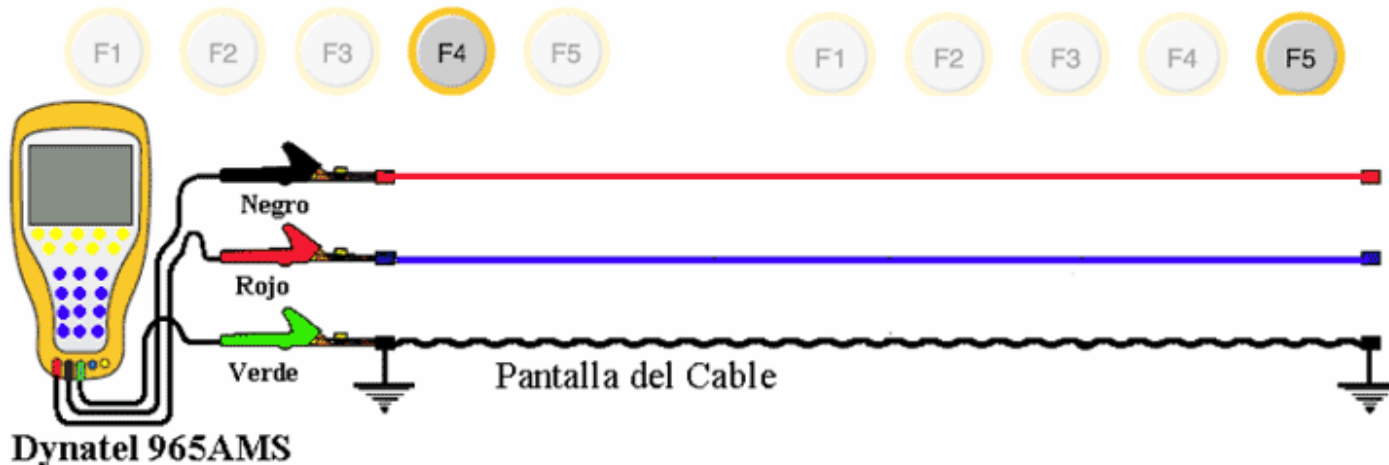 F1 F2 F3 F4 F5 F1 F2 F3 F4 F5
Negro
Rojo
Verde
Pantalla del Cable
Dynatel 965AMS